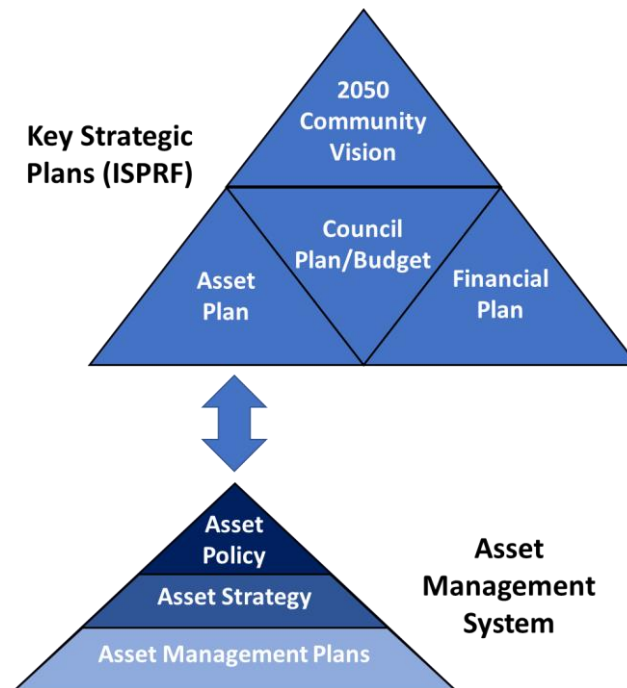 2050
Community
Vision
Key Strategic
Plans (ISPRF)
Council
Plan/Budget
Asset
Plan
Financial
Plan
Asset
Policy
Asset Strategy
Asset Management Plans
Asset
Management
System